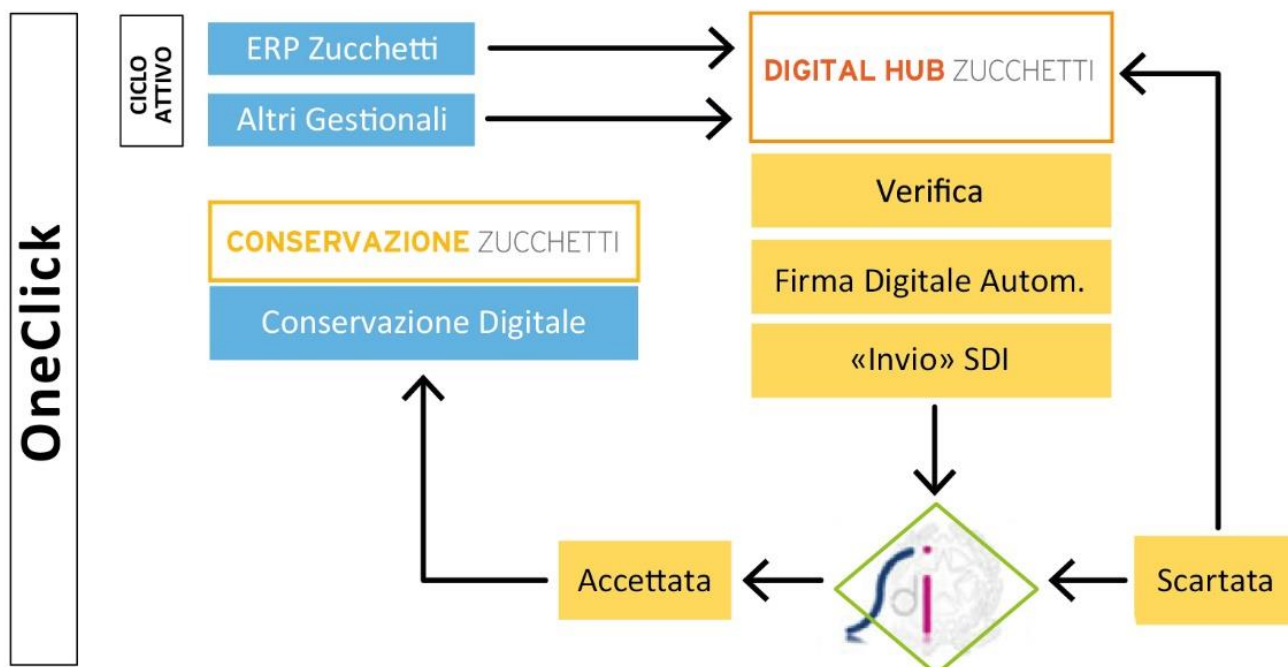 OneClick
CICLO
ATTIVO
ERP Zucchetti
Altri Gestionali
DIGITAL HUB ZUCCHETTI
Verifica
Firma Digitale Autom.
«Invio» SDI
CONSERVAZIONE ZUCCHETTI
Conservazione Digitale
Accettata
Sdi
Scartata